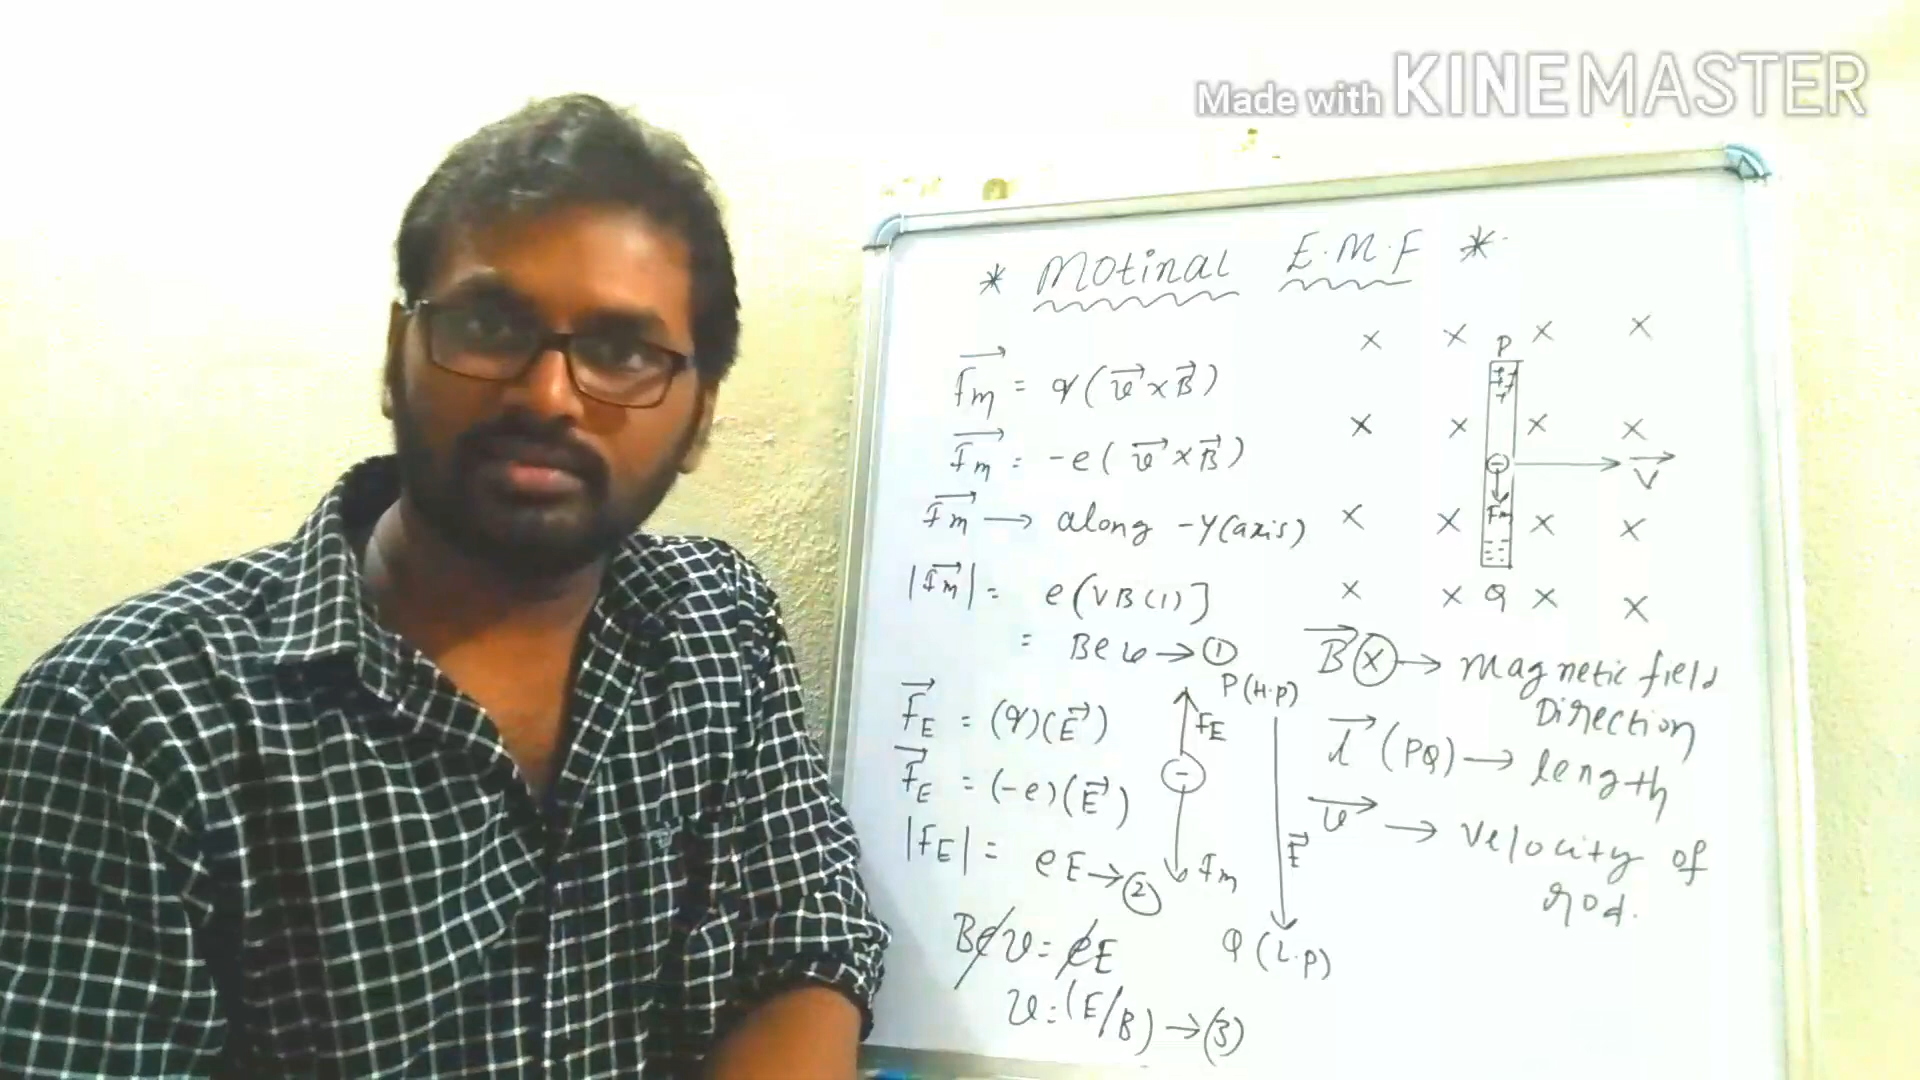 Made with KINEMASTER
* Motinal E.M.F *
Fm = q (v × B)
Fm = -e ( v × B )
Fm → along -Y(axis)
|Fm| = e(VB(1)]
= Bev → ①
FE = (q)(E)
FE = (-e)(E)
|FE| = eE → ②
Bev = eE
v = (E/B) → (3)
P (H.P)
FE
-
Fm
E
Q (L.P)
× × × ×
P
+ + +
× × × ×
- V
Fm
× × × ×
- - -
× × Q × ×
B ⓧ → Magnetic field
Direction
l (PQ) → length
v → velocity of
rod.